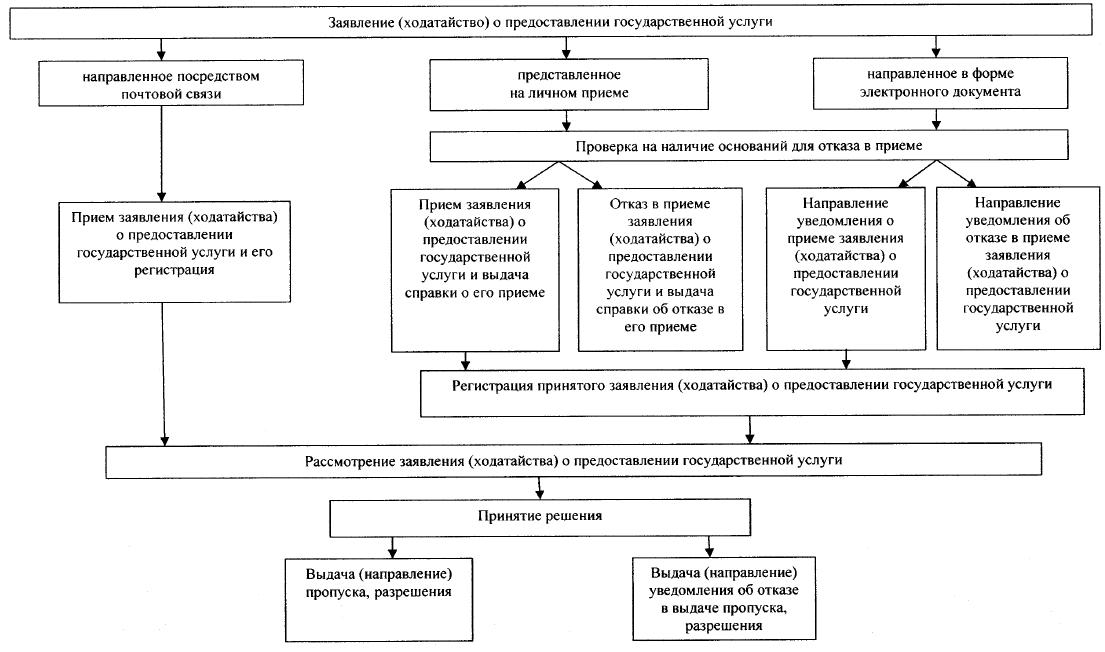 Заявление (ходатайство) о предоставлении государственной услуги
направленное посредством
почтовой связи
представленное
на личном приеме
направленное в форме
электронного документа
Проверка на наличие оснований для отказа в приеме
Прием заявления (ходатайства)
о предоставлении
государственной услуги и его
регистрация
Прием заявления
(ходатайства) о
предоставлении
государственной
услуги и выдача
справки о его приеме
Отказ в приеме
заявления
(ходатайства) о
предоставлении
государственной
услуги и выдача
справки об отказе в
его приеме
Направление
уведомления о
приеме заявления
(ходатайства) о
предоставлении
государственной
услуги
Направление
уведомления об
отказе в приеме
заявления
(ходатайства) о
предоставлении
государственной
услуги
Регистрация принятого заявления (ходатайства) о предоставлении государственной услуги
Рассмотрение заявления (ходатайства) о предоставлении государственной услуги
Принятие решения
Выдача (направление)
пропуска, разрешения
Выдача (направление)
уведомления об отказе
в выдаче пропуска,
разрешения